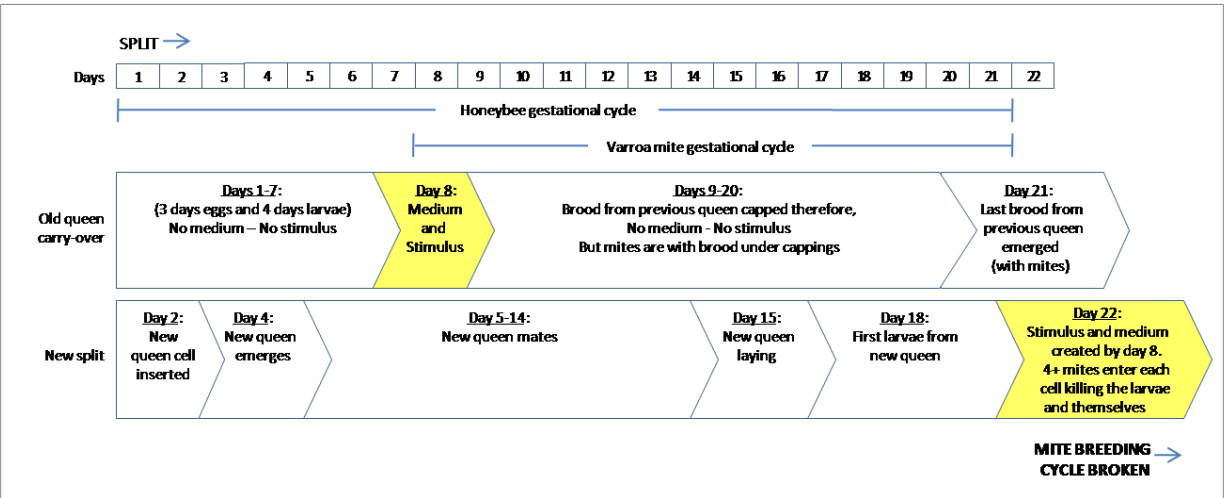 SPLIT
Days 1 2 3 4 5 6 7 8 9 10 11 12 13 14 15 16 17 18 19 20 21 22
Honeybee gestational cycle
Varroa mite gestational cycle
Old queen
carry-over
Days 1-7:
(3 days eggs and 4 days larvae)
No medium – No stimulus
Day 8:
Medium
and
Stimulus
Days 9-20:
Brood from previous queen capped therefore,
No medium - No stimulus
But mites are with brood under cappings
Day 21:
Last brood from
previous queen
emerged
(with mites)
New split
Day 2:
New
queen cell
inserted
Day 4:
New queen
emerges
Day 5-14:
New queen mates
Day 15:
New queen
laying
Day 18:
First larvae from
new queen
Day 22:
Stimulus and medium
created by day 8.
4+ mites enter each
cell killing the larvae
and themselves
MITE BREEDING
CYCLE BROKEN